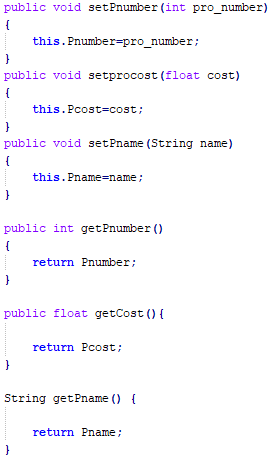 public void setPnumber(int pro_number)
{
    this.Pnumber=pro_number;
}
public void setprocost(float cost)
{
    this.Pcost=cost;
}
public void setPname(String name)
{
    this.Pname=name;
}

public int getPnumber()
{
    return Pnumber;
}

public float getCost(){

    return Pcost;
}

String getPname() {

    return Pname;
}